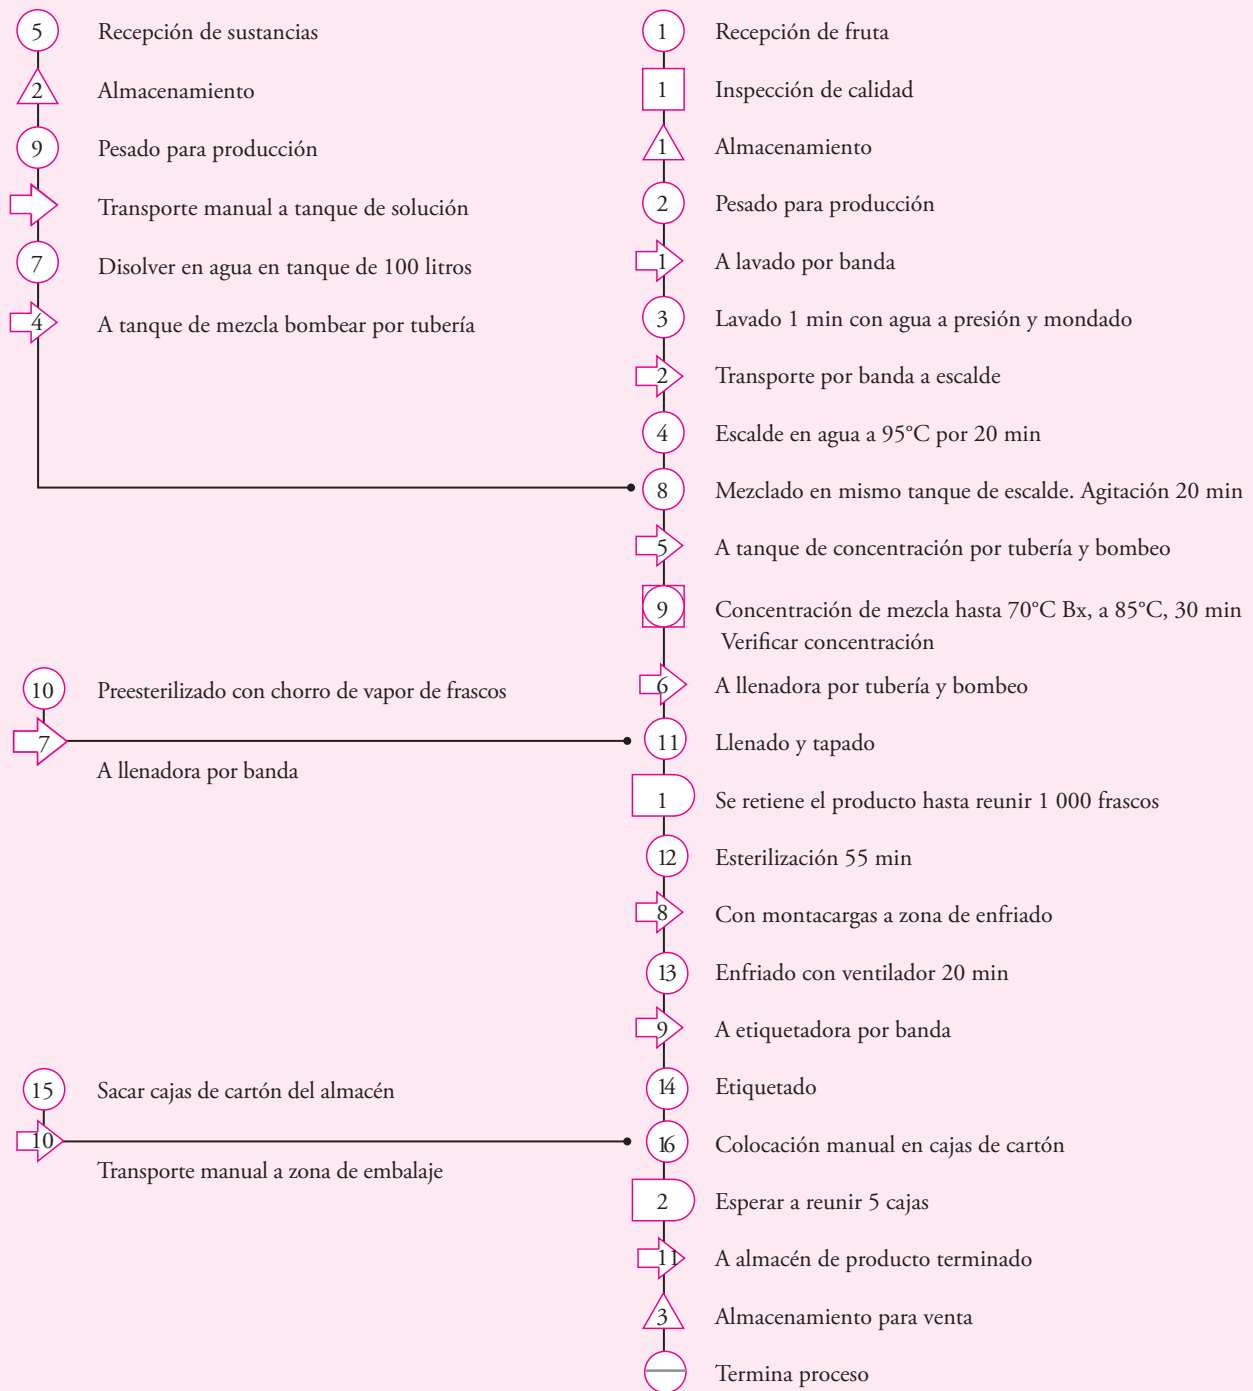 5 Recepción de sustancias
2 Almacenamiento
9 Pesado para producción
Transporte manual a tanque de solución
7 Disolver en agua en tanque de 100 litros
4 A tanque de mezcla bombear por tubería
10 Preesterilizado con chorro de vapor de frascos
7
A llenadora por banda
15 Sacar cajas de cartón del almacén
10
Transporte manual a zona de embalaje
1 Recepción de fruta
1 Inspección de calidad
1 Almacenamiento
2 Pesado para producción
1 A lavado por banda
3 Lavado 1 min con agua a presión y mondado
2 Transporte por banda a escalde
4 Escalde en agua a 95°C por 20 min
8 Mezclado en mismo tanque de escalde. Agitación 20 min
5 A tanque de concentración por tubería y bombeo
9 Concentración de mezcla hasta 70°C Bx, a 85°C, 30 min
Verificar concentración
6 A llenadora por tubería y bombeo
11 Llenado y tapado
1 Se retiene el producto hasta reunir 1 000 frascos
12 Esterilización 55 min
8 Con montacargas a zona de enfriado
13 Enfriado con ventilador 20 min
9 A etiquetadora por banda
14 Etiquetado
16 Colocación manual en cajas de cartón
2 Esperar a reunir 5 cajas
11 A almacén de producto terminado
3 Almacenamiento para venta
Termina proceso